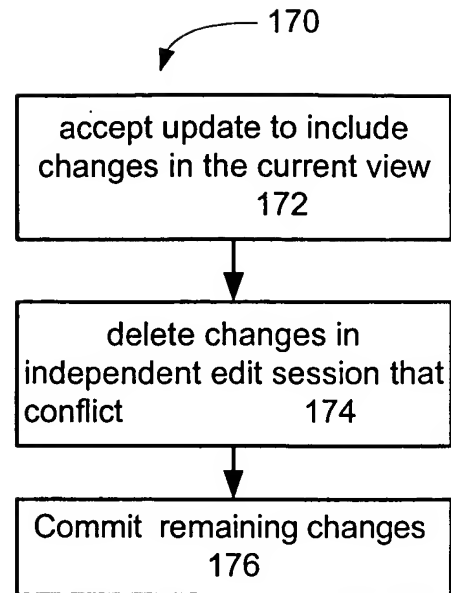 170
accept update to include
changes in the current view
172
delete changes in
independent edit session that
conflict 174
Commit remaining changes
176